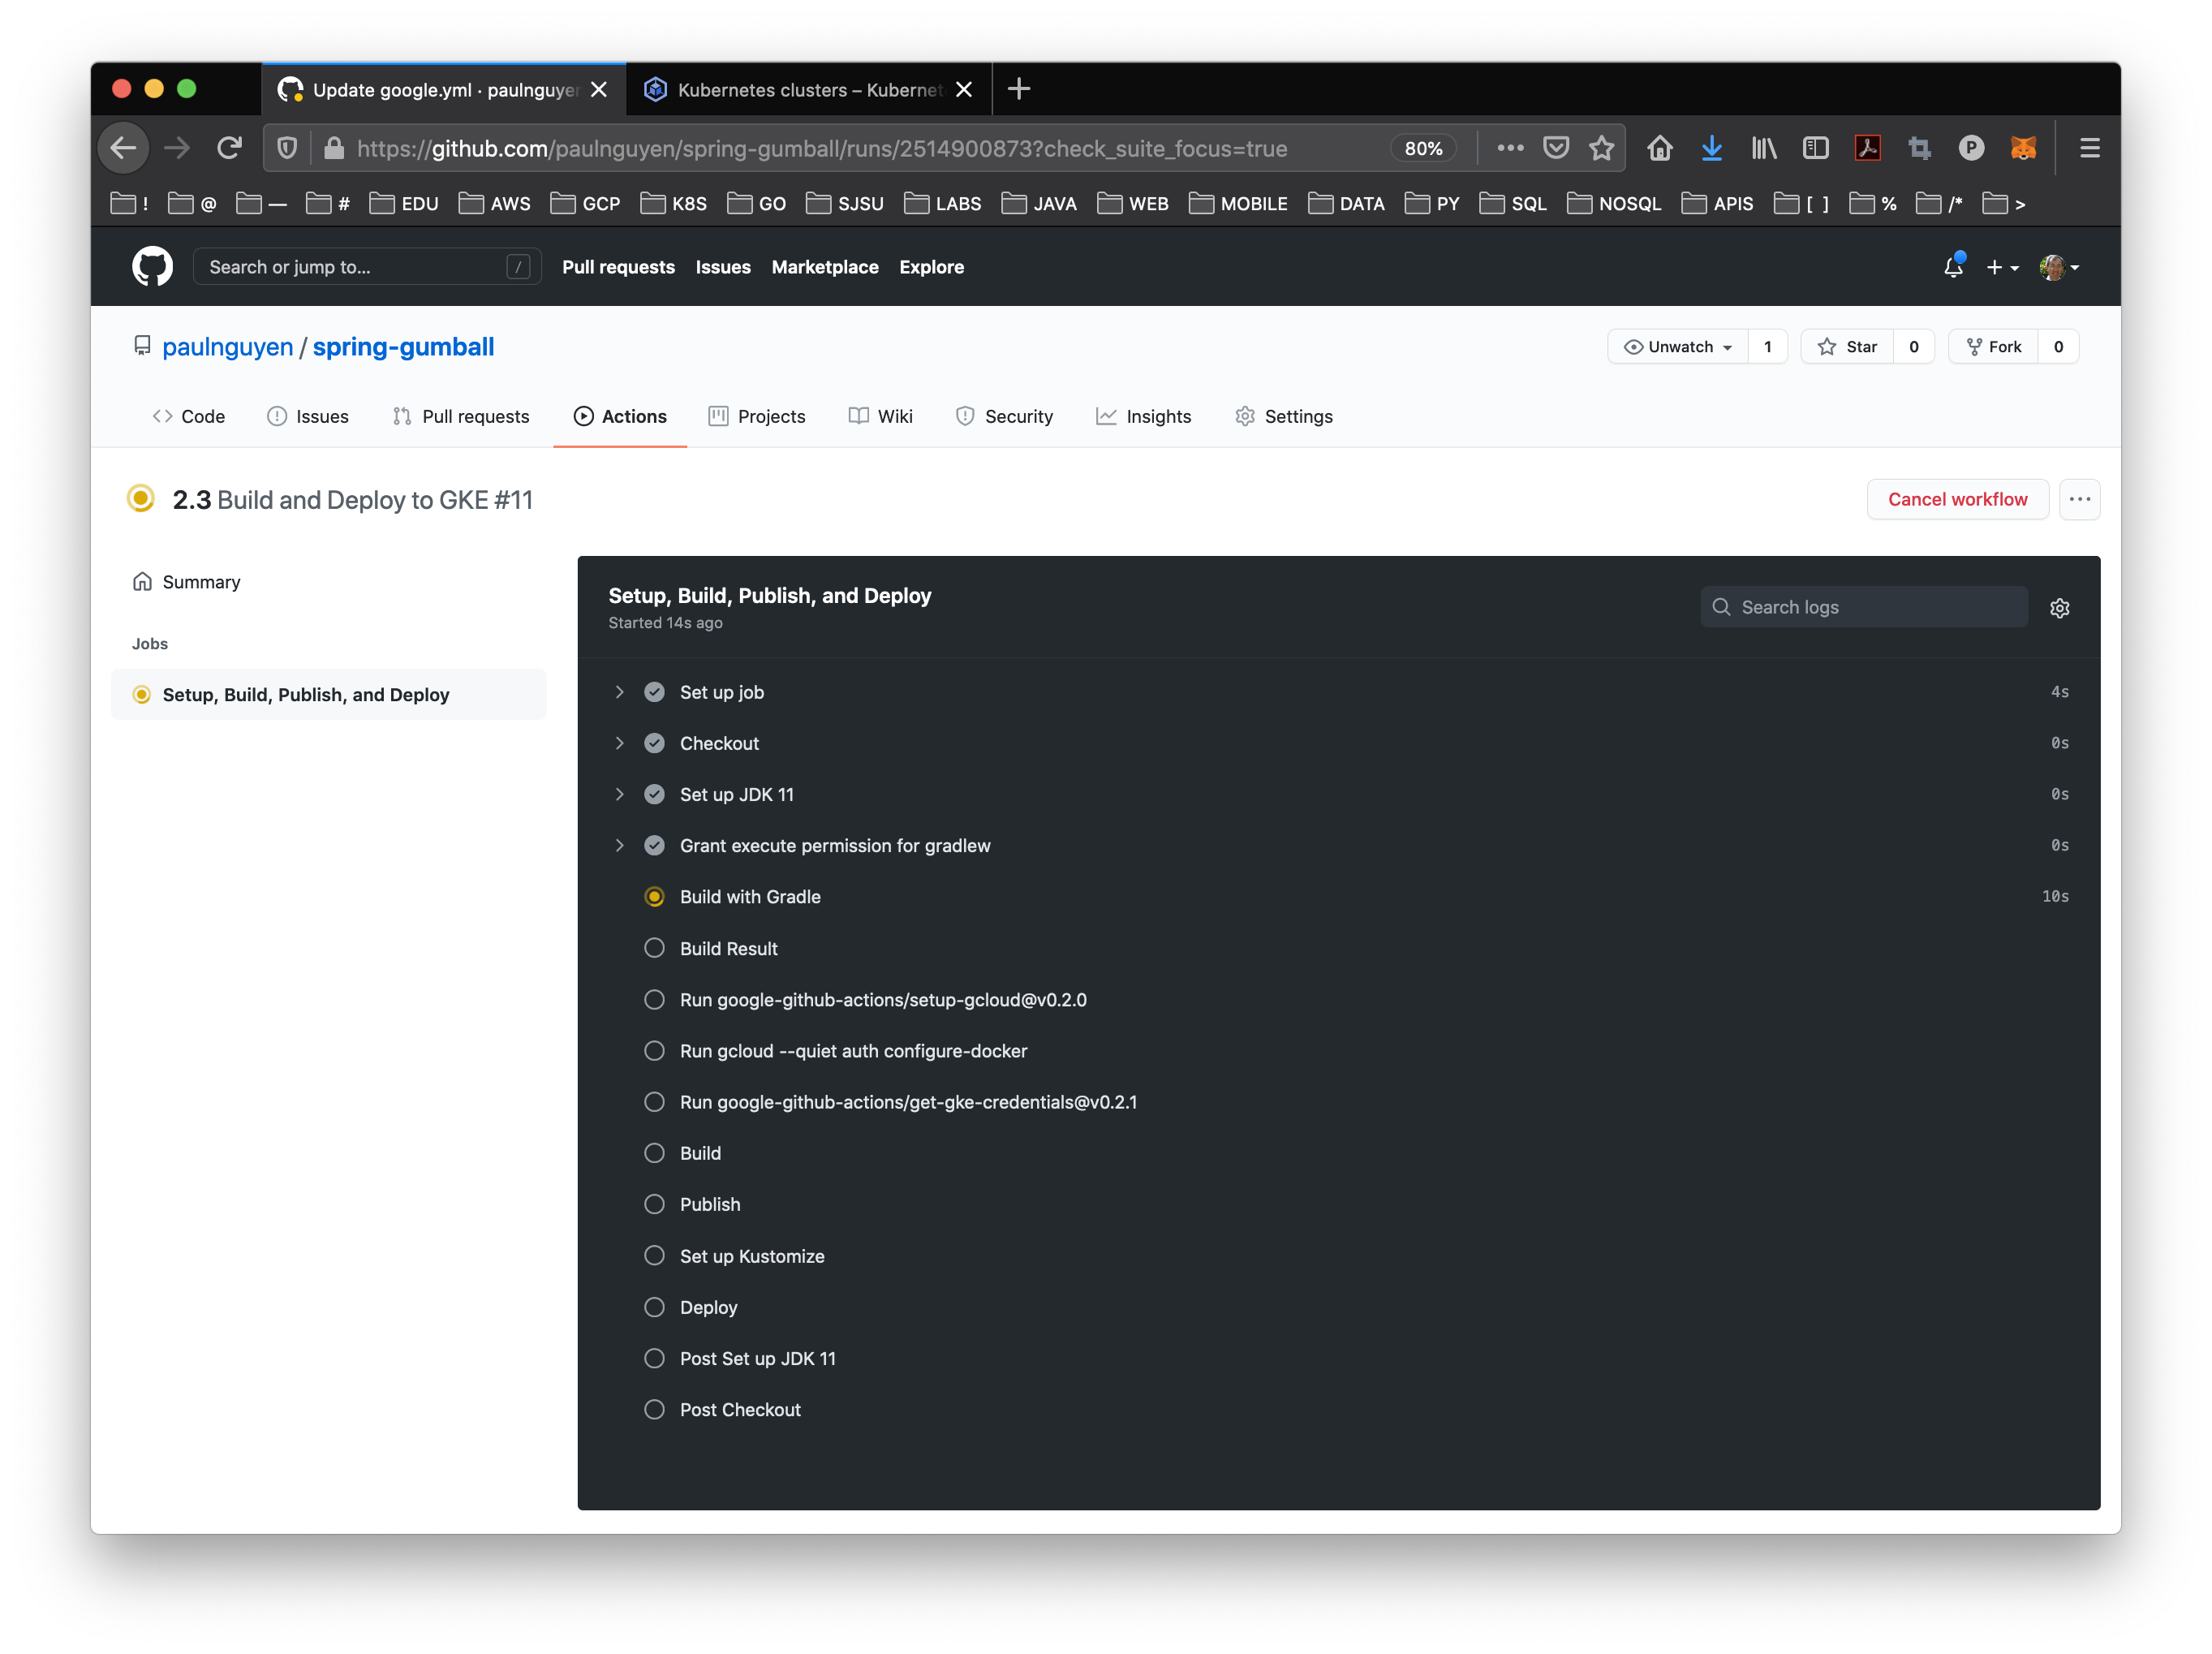 Update google.yml · paulnguyen
Kubernetes clusters – Kubernet
https://github.com/paulnguyen/spring-gumball/runs/2514900873?check_suite_focus=true
80%
! @ — # EDU AWS GCP K8S GO SJSU LABS JAVA WEB MOBILE DATA PY SQL NOSQL APIS [ ] % /* >
Search or jump to... /
Pull requests Issues Marketplace Explore
paulnguyen / spring-gumball
Unwatch 1 Star 0 Fork 0
Code Issues Pull requests Actions Projects Wiki Security Insights Settings
2.3 Build and Deploy to GKE #11
Cancel workflow
Summary
Jobs
Setup, Build, Publish, and Deploy
Setup, Build, Publish, and Deploy
Started 14s ago
Search logs
Set up job 4s
Checkout 0s
Set up JDK 11 0s
Grant execute permission for gradlew 0s
Build with Gradle 10s
Build Result
Run google-github-actions/setup-gcloud@v0.2.0
Run gcloud --quiet auth configure-docker
Run google-github-actions/get-gke-credentials@v0.2.1
Build
Publish
Set up Kustomize
Deploy
Post Set up JDK 11
Post Checkout